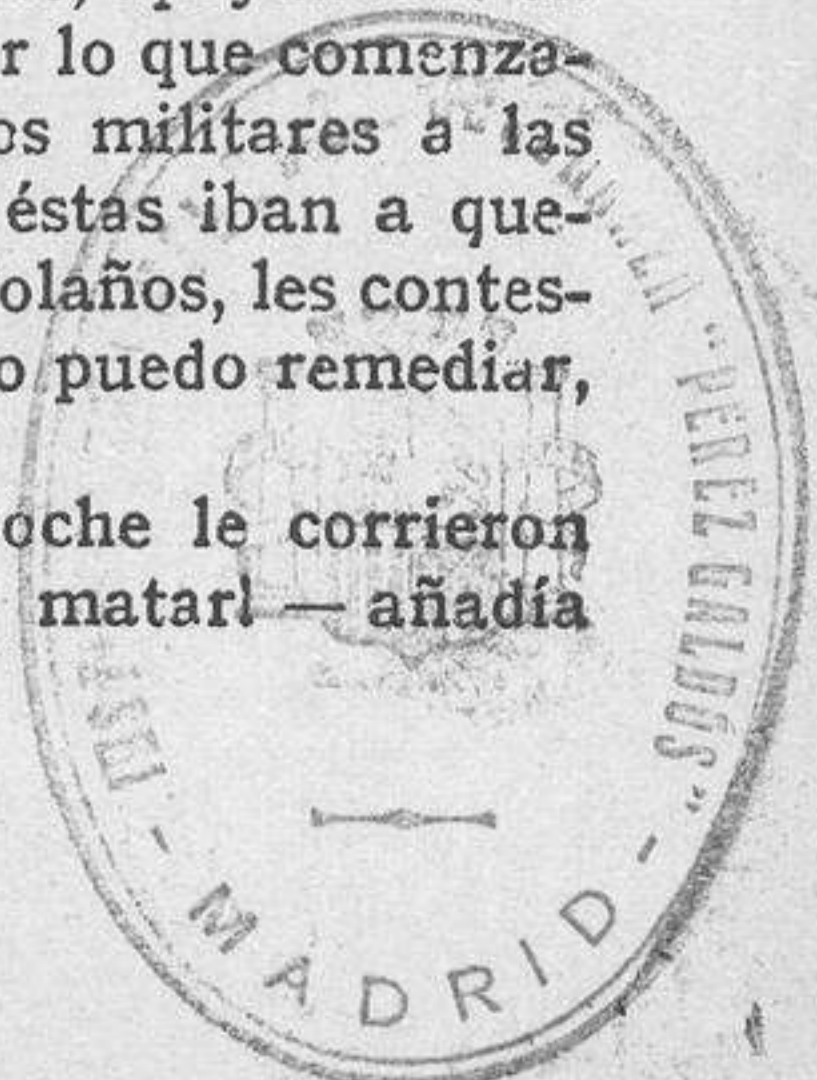 r lo que comenza-
os militares a las
éstas iban a que-
olaños, les contes-
o puedo remediar,
oche le corrieron
matar! — añadía
"PEREZ GALDÓS"
- MADRID -